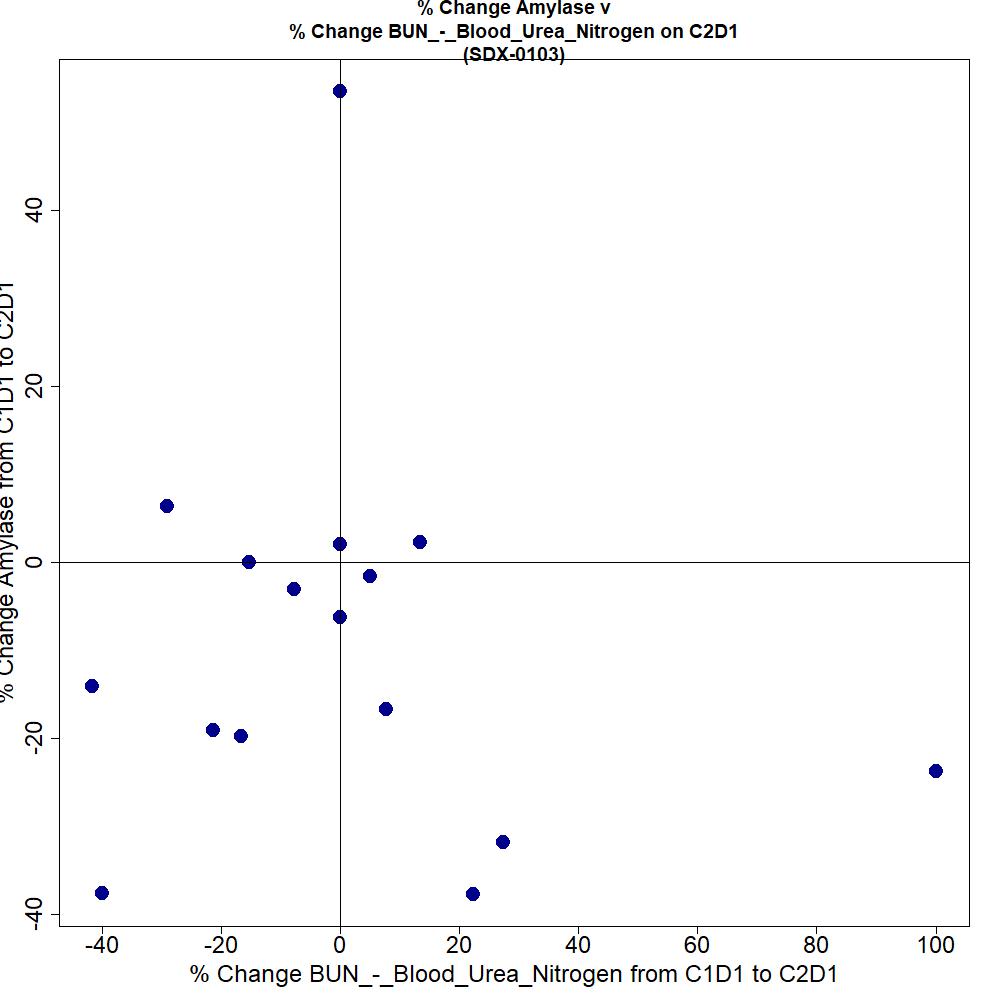 % Change Amylase v
% Change BUN_-_Blood_Urea_Nitrogen on C2D1
(SDX-0103)
% Change Amylase from C1D1 to C2D1
40
20
0
-20
-40
-40 -20 0 20 40 60 80 100
% Change BUN_-_Blood_Urea_Nitrogen from C1D1 to C2D1